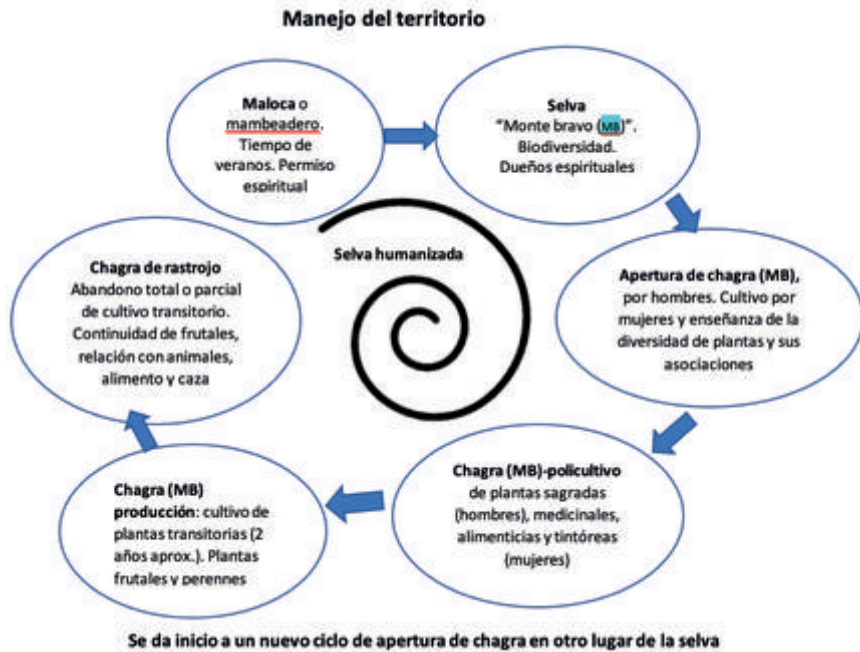 Manejo del territorio
Maloca o
mambeadero.
Tiempo de
veranos. Permiso
espiritual
Selva
"Monte bravo (MB)".
Biodiversidad.
Dueños espirituales
Apertura de chagra (MB),
por hombres. Cultivo por
mujeres y enseñanza de la
diversidad de plantas y sus
asociaciones
Chagra (MB)-policultivo
de plantas sagradas
(hombres), medicinales,
alimenticias y tintóreas
(mujeres)
Chagra (MB)
producción: cultivo de
plantas transitorias (2
años aprox.). Plantas
frutales y perennes
Chagra de rastrojo
Abandono total o parcial
de cultivo transitorio.
Continuidad de frutales,
relación con animales,
alimento y caza
Selva humanizada
Se da inicio a un nuevo ciclo de apertura de chagra en otro lugar de la selva